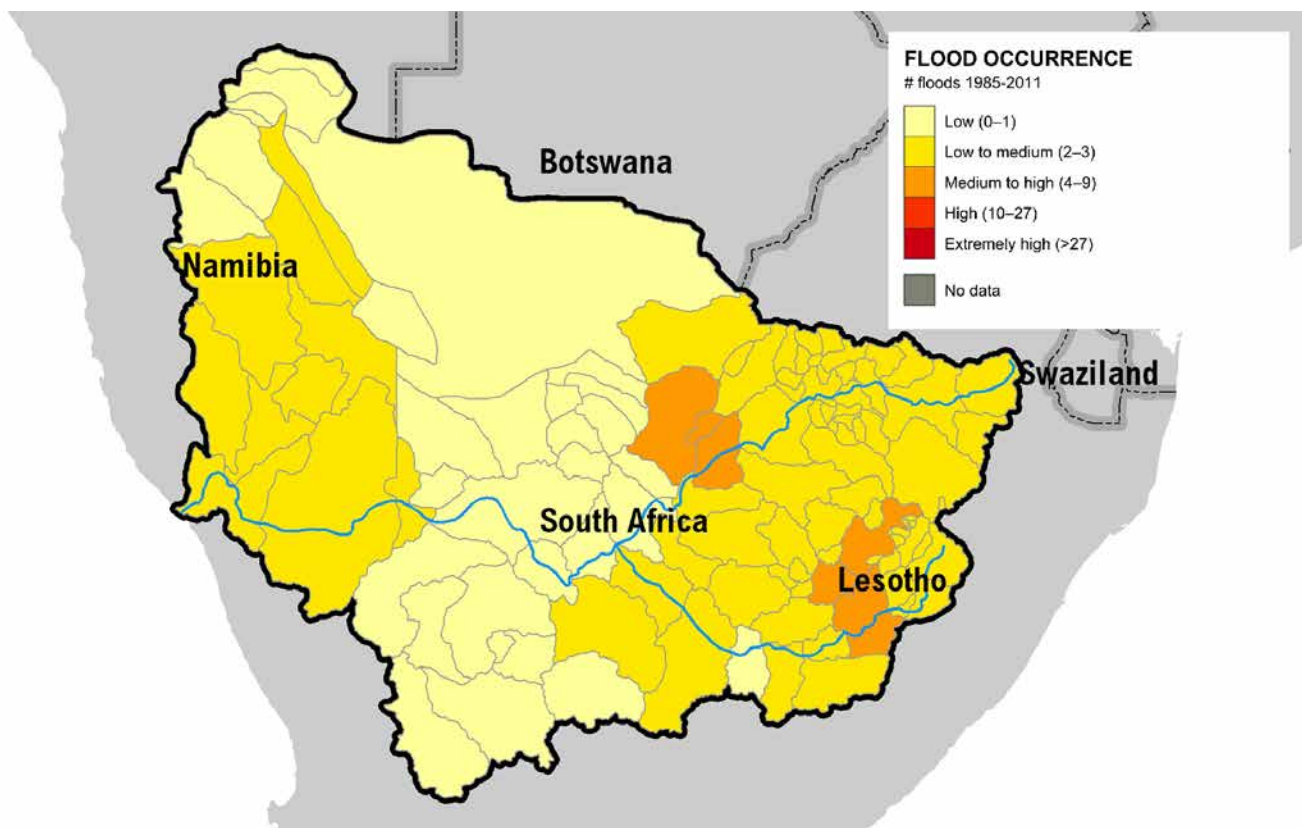 FLOOD OCCURRENCE
# floods 1985-2011
Low (0–1)
Low to medium (2–3)
Medium to high (4–9)
High (10–27)
Extremely high (>27)
No data
Botswana
Namibia
Swaziland
South Africa
Lesotho